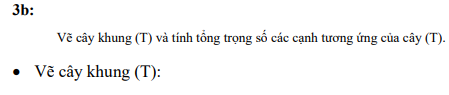 3b:
Vẽ cây khung (T) và tính tổng trọng số các cạnh tương ứng của cây (T).
• Vẽ cây khung (T):